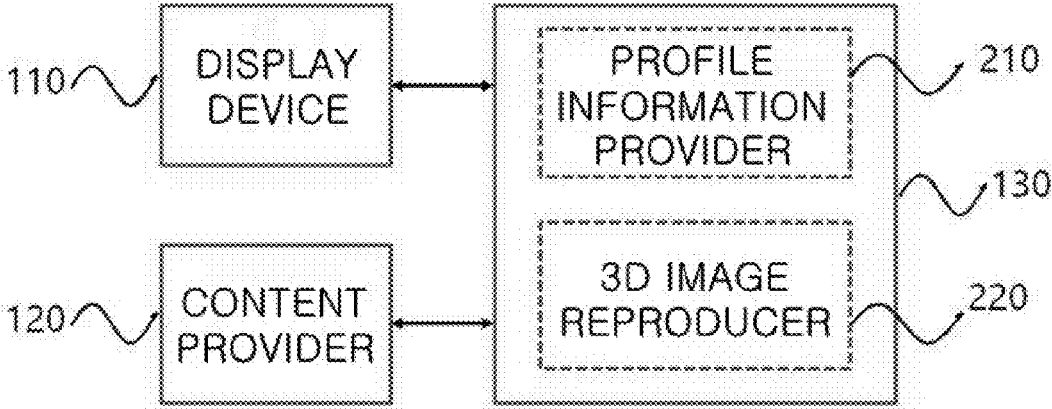 110
DISPLAY
DEVICE
PROFILE
INFORMATION
PROVIDER
210
130
120
CONTENT
PROVIDER
3D IMAGE
REPRODUCER
220